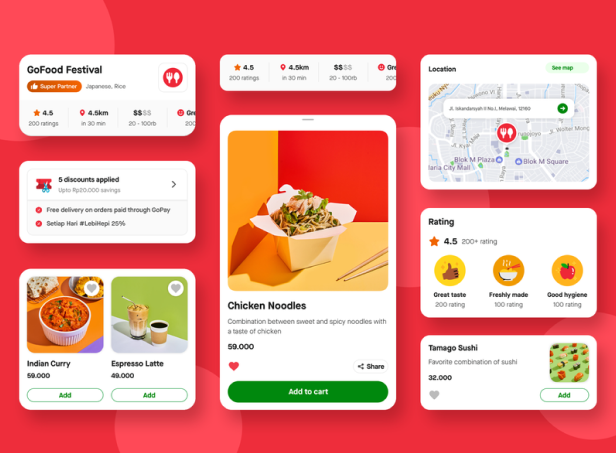 GoFood Festival
Super Partner
Japanese, Rice
4.5
200 ratings
4.5km
in 30 min
$$$$
20 - 100rb
Gre
200
5 discounts applied
Upto Rp20.000 savings
Free delivery on orders paid through GoPay
Setiap Hari #LebiHepi 25%
Indian Curry
59.000
Add
Espresso Latte
49.000
Add
4.5
200 ratings
4.5km
in 30 min
$$$$
20 - 100rb
Gre
200
Chicken Noodles
Combination between sweet and spicy noodles with
a taste of chicken
59.000
Share
Add to cart
Location
See map
Jl. Iskandarsyah II No.I, Melawai, 12160
Blok M Plaza
Blok M Square
laria City Mall
Rating
4.5
200+ rating
Great taste
200 rating
Freshly made
100 rating
Good hygiene
100 rating
Tamago Sushi
Favorite combination of sushi
32.000
Add